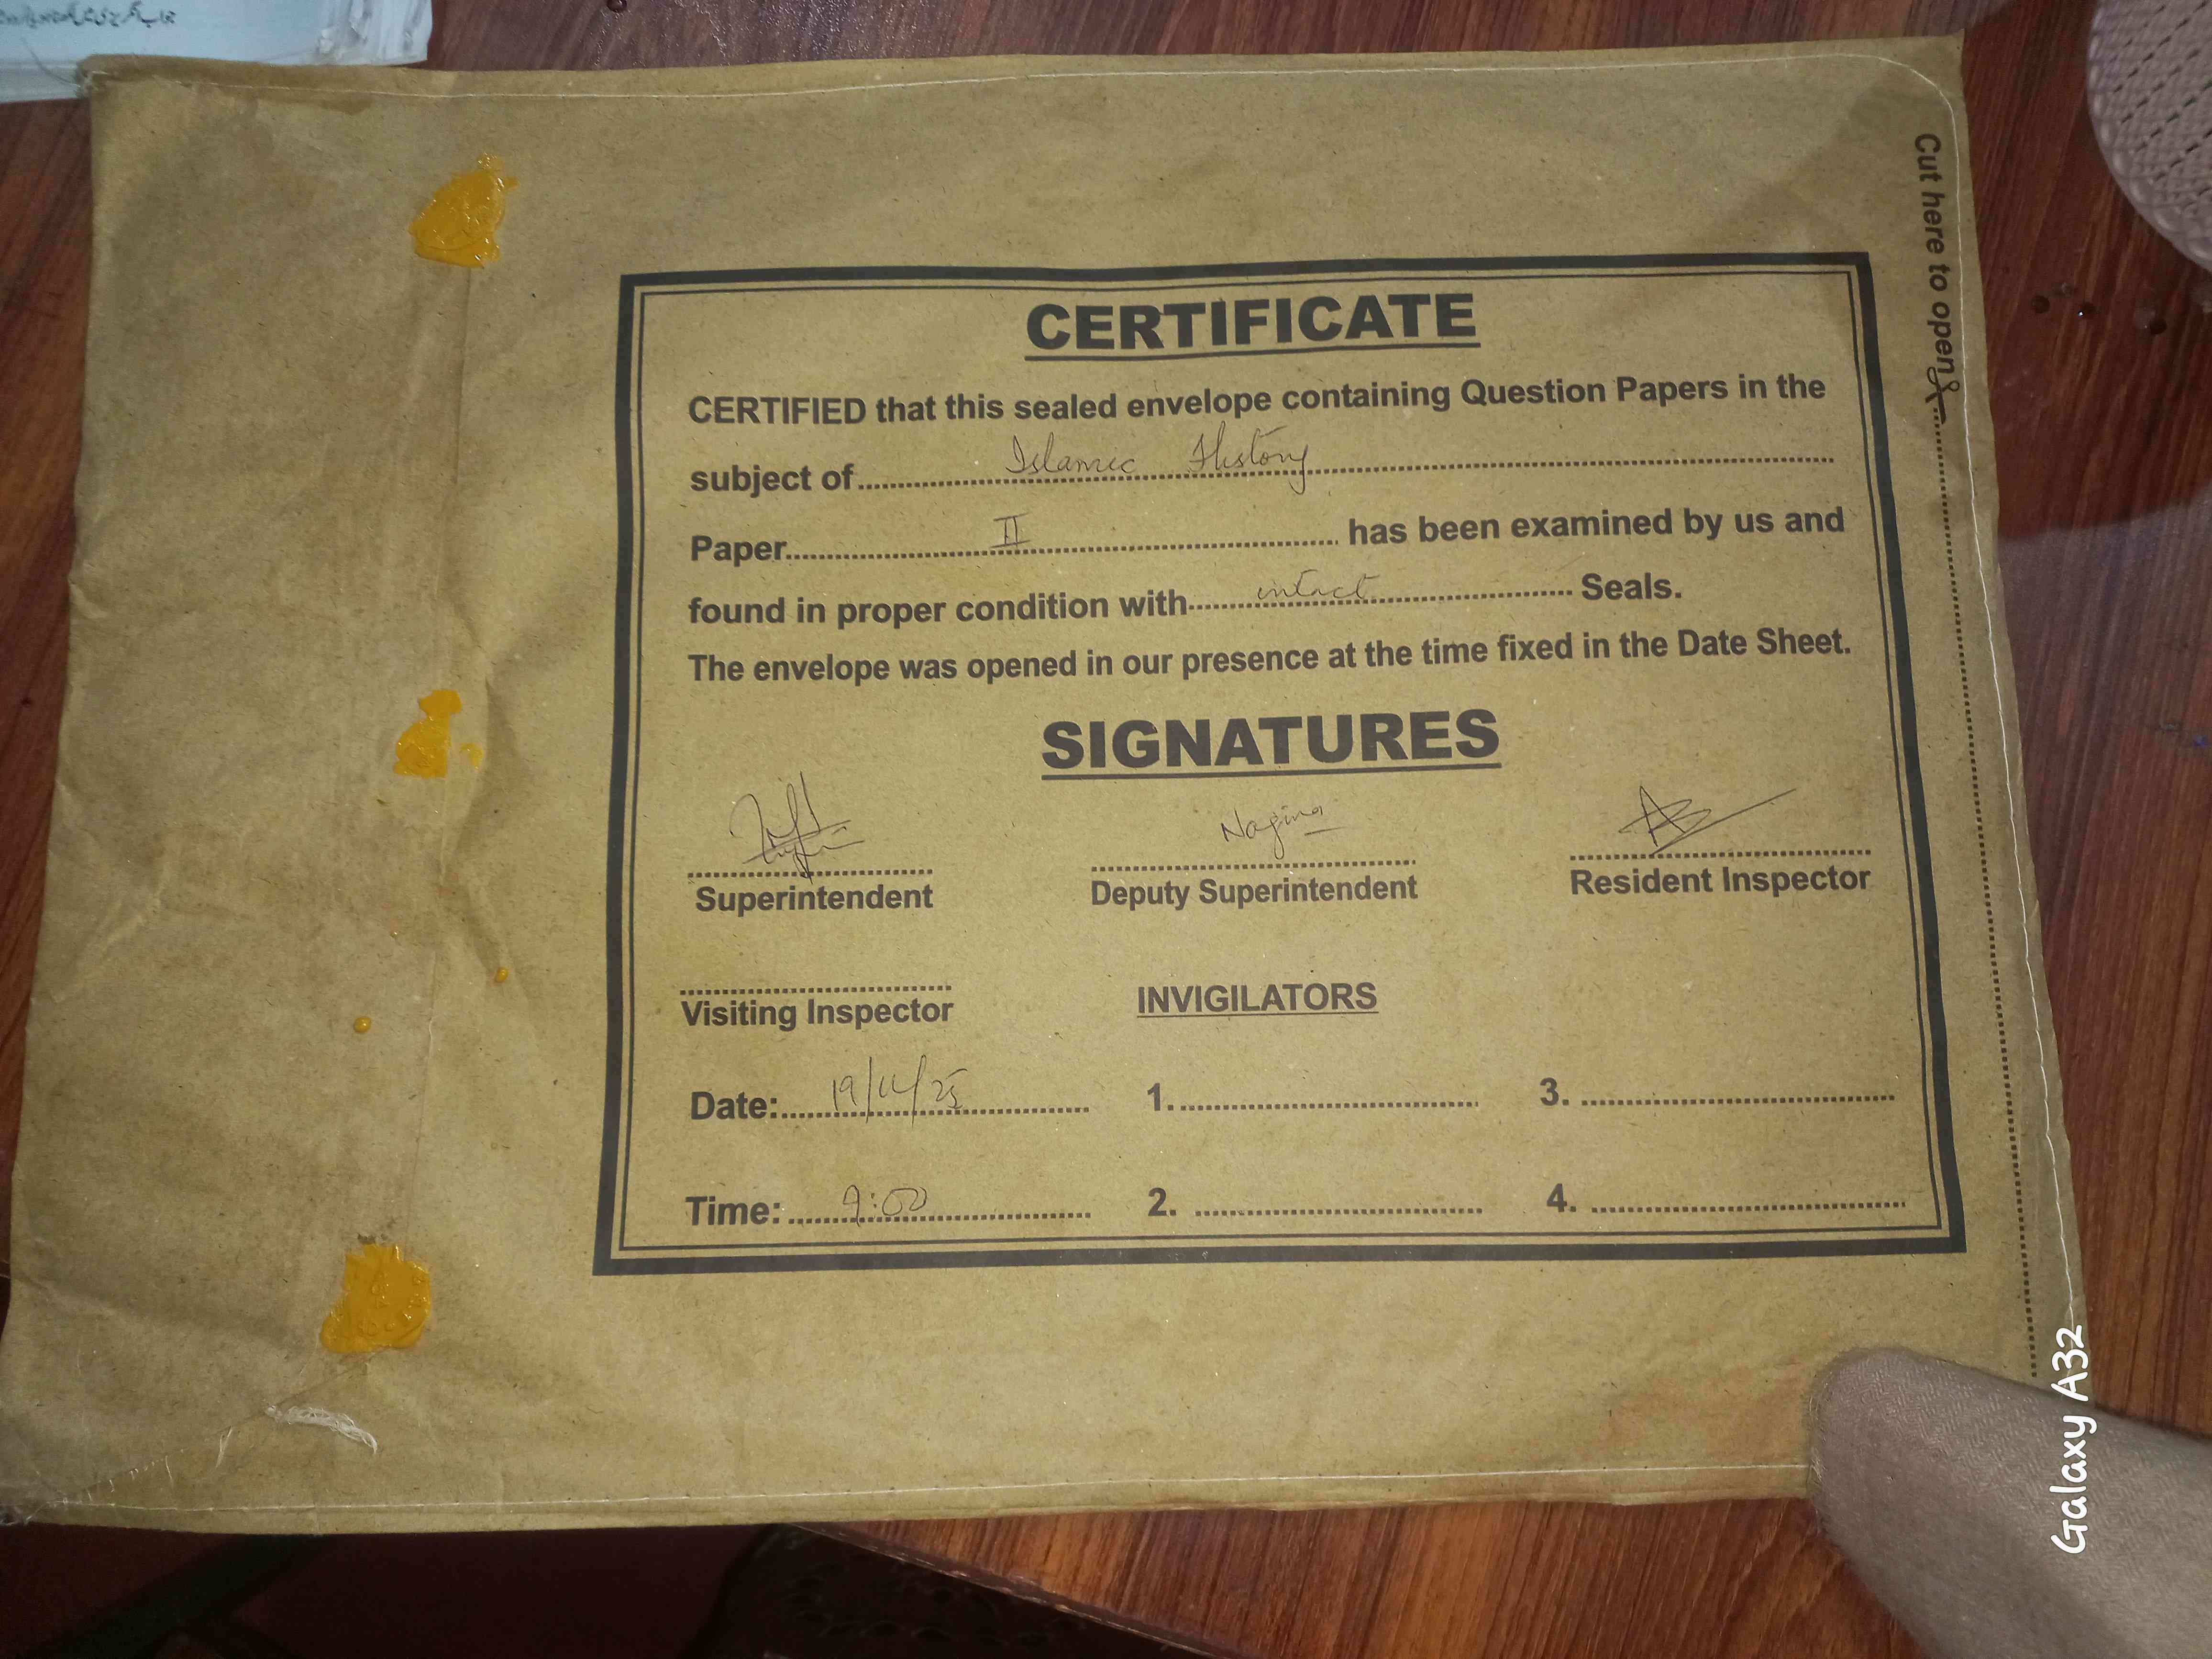 Cut here to open
CERTIFICATE
CERTIFIED that this sealed envelope containing Question Papers in the
subject of Islamic History
Paper II has been examined by us and
found in proper condition with intact Seals.
The envelope was opened in our presence at the time fixed in the Date Sheet.
SIGNATURES
Nagina
Superintendent Deputy Superintendent Resident Inspector
Visiting Inspector INVIGILATORS
Date: 19/ /25 1. 3.
Time: 9:00 2. 4.
Galaxy A32